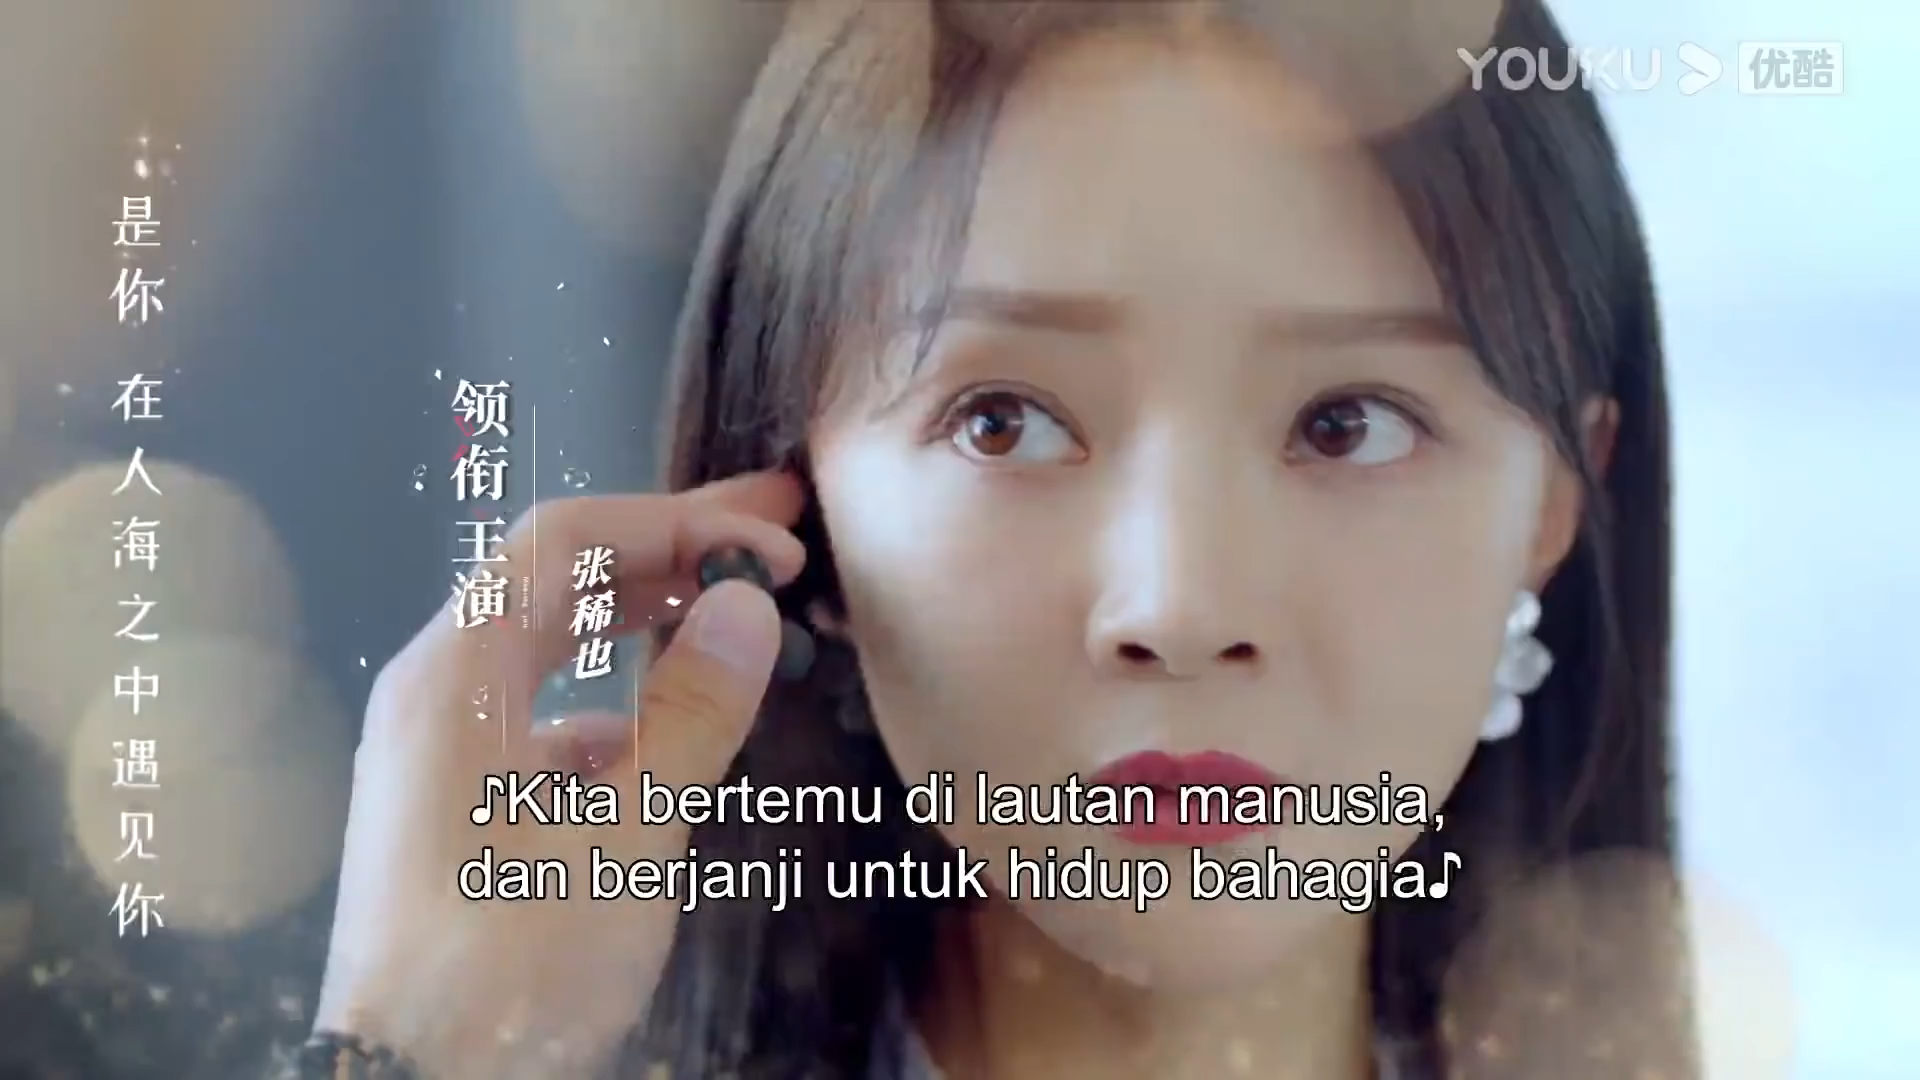 YOUKU 优酷
是你 在人海之中遇见你
领衔主演
张稀也
♪Kita bertemu di lautan manusia,
dan berjanji untuk hidup bahagia♪